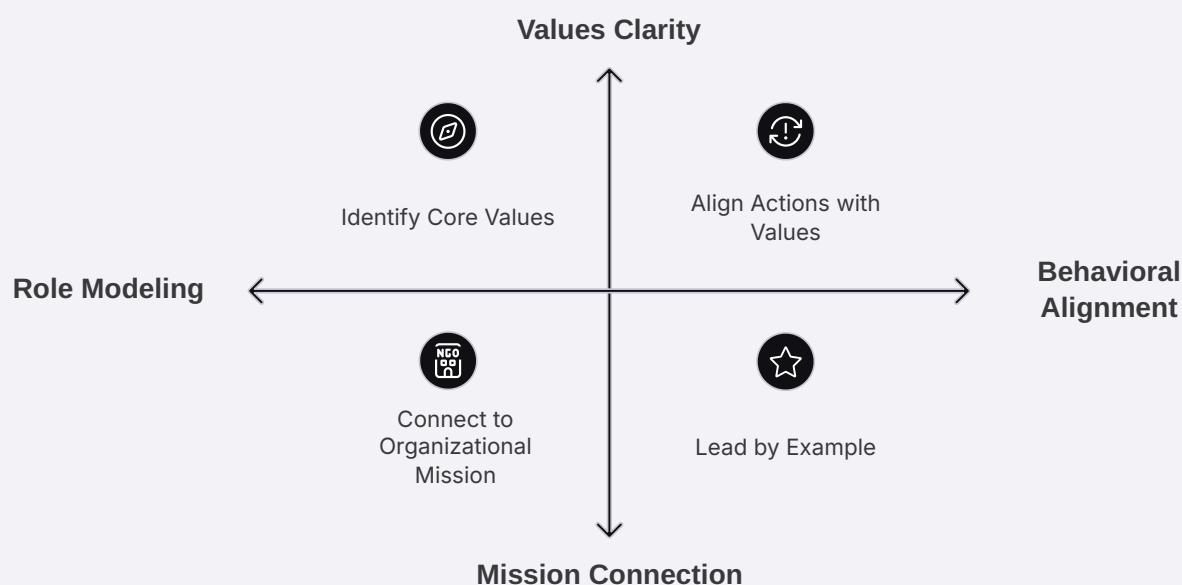 Values Clarity
Identify Core Values
Align Actions with
Values
Role Modeling
Behavioral
Alignment
NGO
Connect to
Organizational
Mission
Lead by Example
Mission Connection